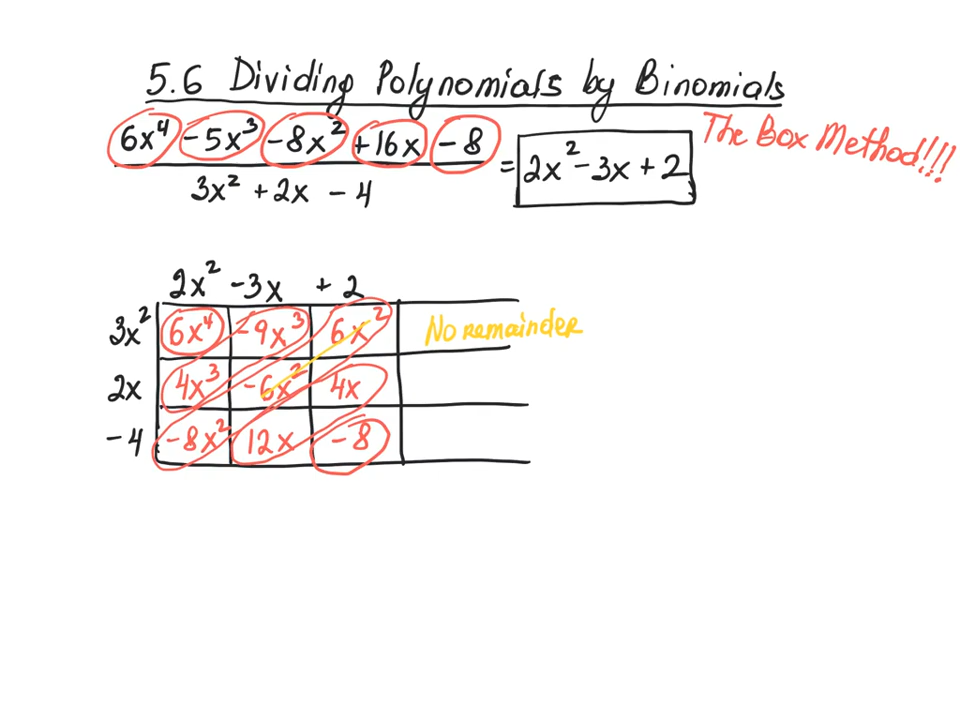 5.6 Dividing Polynomials by Binomials
The Box Method!!!
6x⁴ - 5x³ - 8x² + 16x - 8
3x² + 2x - 4
= 2x² - 3x + 2
2x² -3x + 2
3x² 6x⁴ -9x³ 6x² No remainder
2x 4x³ -6x² 4x
-4 -8x² 12x -8